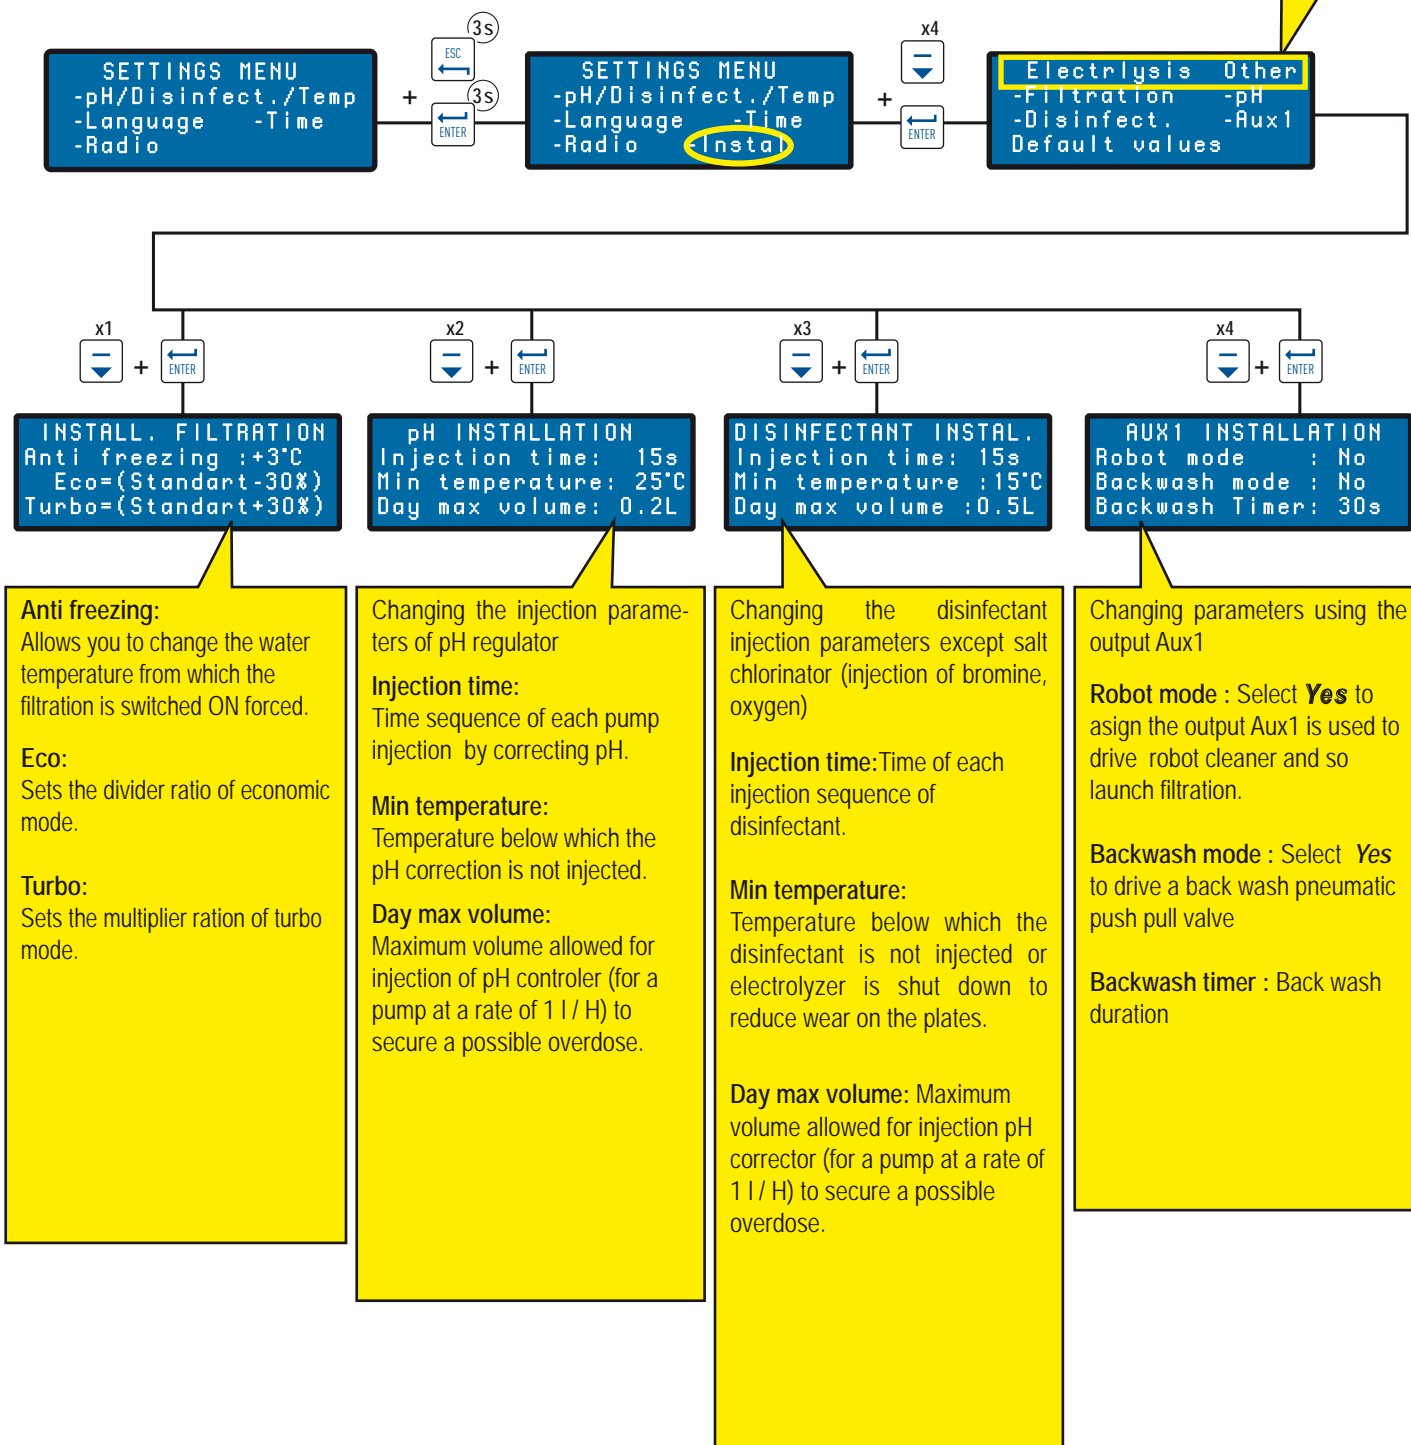 3s
ESC
3s
ENTER
+
SETTINGS MENU
-pH/Disinfect./Temp
-Language -Time
-Radio
SETTINGS MENU
-pH/Disinfect./Temp
-Language -Time
-Radio -Instal
x4
+
ENTER
Electrlysis Other
-Filtration -pH
-Disinfect. -Aux1
Default values
x1
+
ENTER
x2
+
ENTER
x3
+
ENTER
x4
+
ENTER
INSTALL. FILTRATION
Anti freezing :+3°C
Eco=(Standart-30%)
Turbo=(Standart+30%)
pH INSTALLATION
Injection time: 15s
Min temperature: 25°C
Day max volume: 0.2L
DISINFECTANT INSTAL.
Injection time: 15s
Min temperature :15°C
Day max volume :0.5L
AUX1 INSTALLATION
Robot mode : No
Backwash mode : No
Backwash Timer: 30s
Anti freezing:
Allows you to change the water
temperature from which the
filtration is switched ON forced.
Eco:
Sets the divider ratio of economic
mode.
Turbo:
Sets the multiplier ration of turbo
mode.
Changing the injection parame-
ters of pH regulator
Injection time:
Time sequence of each pump
injection by correcting pH.
Min temperature:
Temperature below which the
pH correction is not injected.
Day max volume:
Maximum volume allowed for
injection of pH controler (for a
pump at a rate of 1 l / H) to
secure a possible overdose.
Changing the disinfectant
injection parameters except salt
chlorinator (injection of bromine,
oxygen)
Injection time:Time of each
injection sequence of
disinfectant.
Min temperature:
Temperature below which the
disinfectant is not injected or
electrolyzer is shut down to
reduce wear on the plates.
Day max volume: Maximum
volume allowed for injection pH
corrector (for a pump at a rate of
1 l / H) to secure a possible
overdose.
Changing parameters using the
output Aux1
Robot mode : Select Yes to
asign the output Aux1 is used to
drive robot cleaner and so
launch filtration.
Backwash mode : Select Yes
to drive a back wash pneumatic
push pull valve
Backwash timer : Back wash
duration